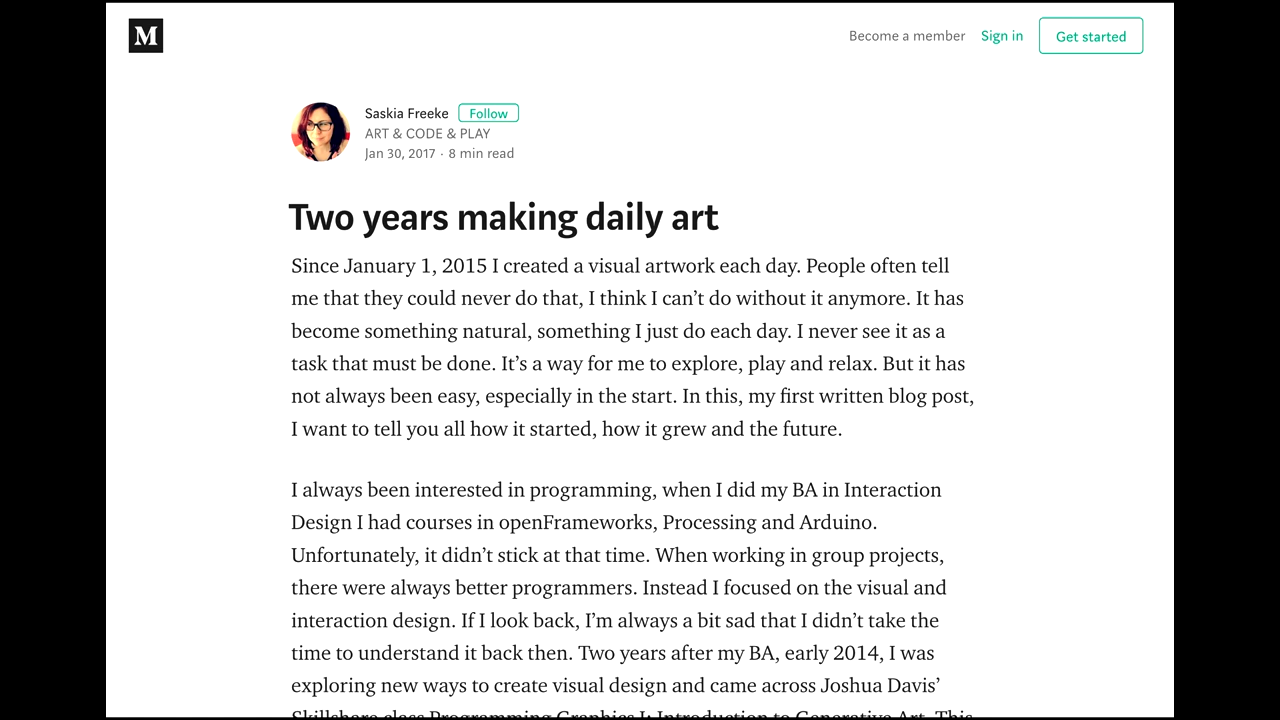 M
Become a member Sign in Get started
Saskia Freeke Follow
ART & CODE & PLAY
Jan 30, 2017 · 8 min read
Two years making daily art
Since January 1, 2015 I created a visual artwork each day. People often tell
me that they could never do that, I think I can’t do without it anymore. It has
become something natural, something I just do each day. I never see it as a
task that must be done. It’s a way for me to explore, play and relax. But it has
not always been easy, especially in the start. In this, my first written blog post,
I want to tell you all how it started, how it grew and the future.
I always been interested in programming, when I did my BA in Interaction
Design I had courses in openFrameworks, Processing and Arduino.
Unfortunately, it didn’t stick at that time. When working in group projects,
there were always better programmers. Instead I focused on the visual and
interaction design. If I look back, I’m always a bit sad that I didn’t take the
time to understand it back then. Two years after my BA, early 2014, I was
exploring new ways to create visual design and came across Joshua Davis’
Skillshare class Programming Graphics I: Introduction to Generative Art. This